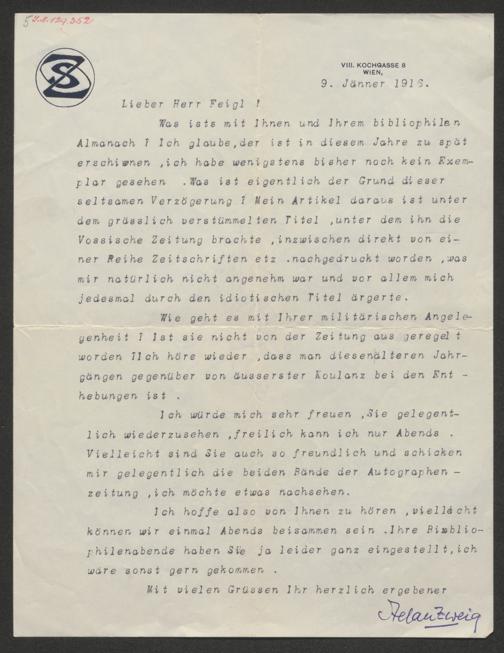 SZ
VIII. KOCHGASSE 8
WIEN,
9. Jänner 1916.
Lieber Herr Feigl !
Was ists mit Ihnen und Ihrem bibliophilen
Almanach ? Ich glaube,der ist in diesem Jahre zu spät
erschiwnen ,ich habe wenigstens bisher noch kein Exem-
plar gesehen .Was ist eigentlich der Grund dieser
seltsamen Verzögerung ? Mein Artikel daraus ist unter
dem grässlich verstümmelten Titel ,unter dem ihn die
Vossische Zeitung brachte ,inzwischen direkt von ei-
ner Reihe Zeitschriften etz .nachgedruckt worden ,was
mir natürlich nicht angenehm war und vor allem mich
jedesmal durch den idiotischen Titel ärgerte.
Wie geht es mit Ihrer militärischen Angele-
genheit ? Ist sie nicht von der Zeitung aus geregelt
worden ?Ich höre wieder ,dass man diesenälteren Jahr-
gängen gegenüber von äusserster Koulanz bei den Ent -
hebungen ist .
Ich würde mich sehr freuen ,Sie gelegent-
lich wiederzusehen ,freilich kann ich nur Abends .
Vielleicht sind Sie auch so freundlich und schicken
mir gelegentlich die beiden Bände der Autographen -
zeitung ,ich möchte etwas nachsehen.
Ich hoffe also von Ihnen zu hören ,viellecht
können wir einmal Abends beisammen sein .Ihre
philenabende haben Sie ja leider ganz eingestellt,ich
wäre sonst gern gekommen .
Mit vielen Grüssen Ihr herzlich ergebener
Stefan Zweig